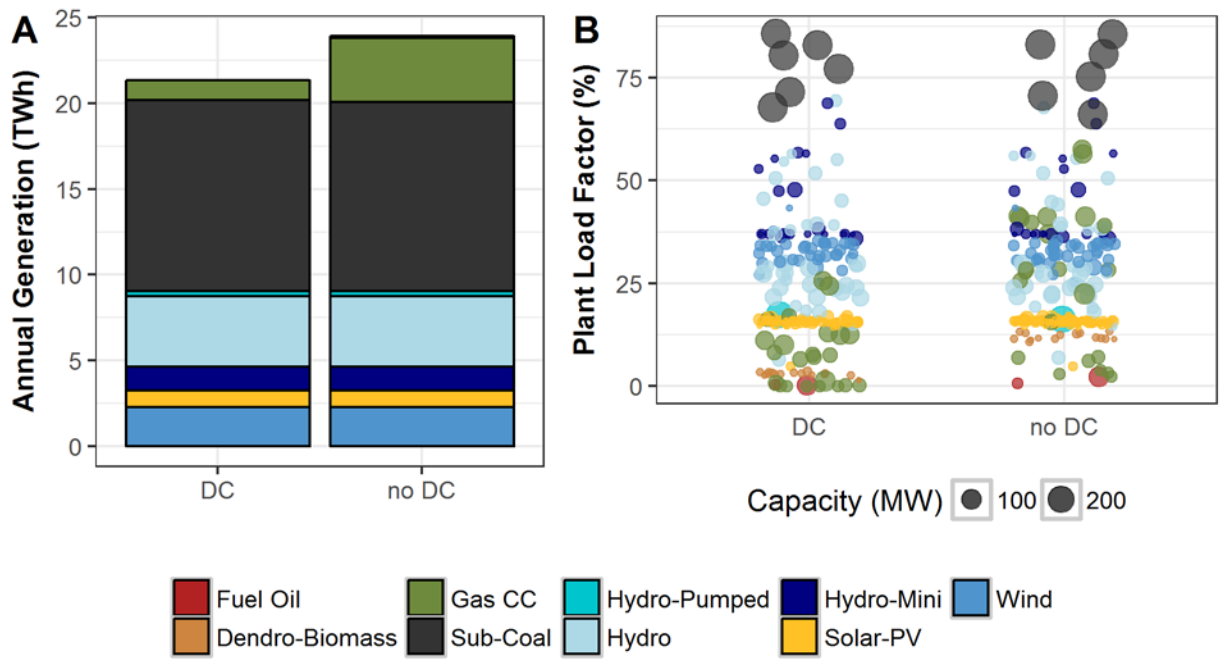 A
Annual Generation (TWh)
25
20
15
10
5
0
DC
no DC
B
Plant Load Factor (%)
75
50
25
0
DC
no DC
Capacity (MW)
100
200
Fuel Oil
Gas CC
Hydro-Pumped
Hydro-Mini
Wind
Dendro-Biomass
Sub-Coal
Hydro
Solar-PV